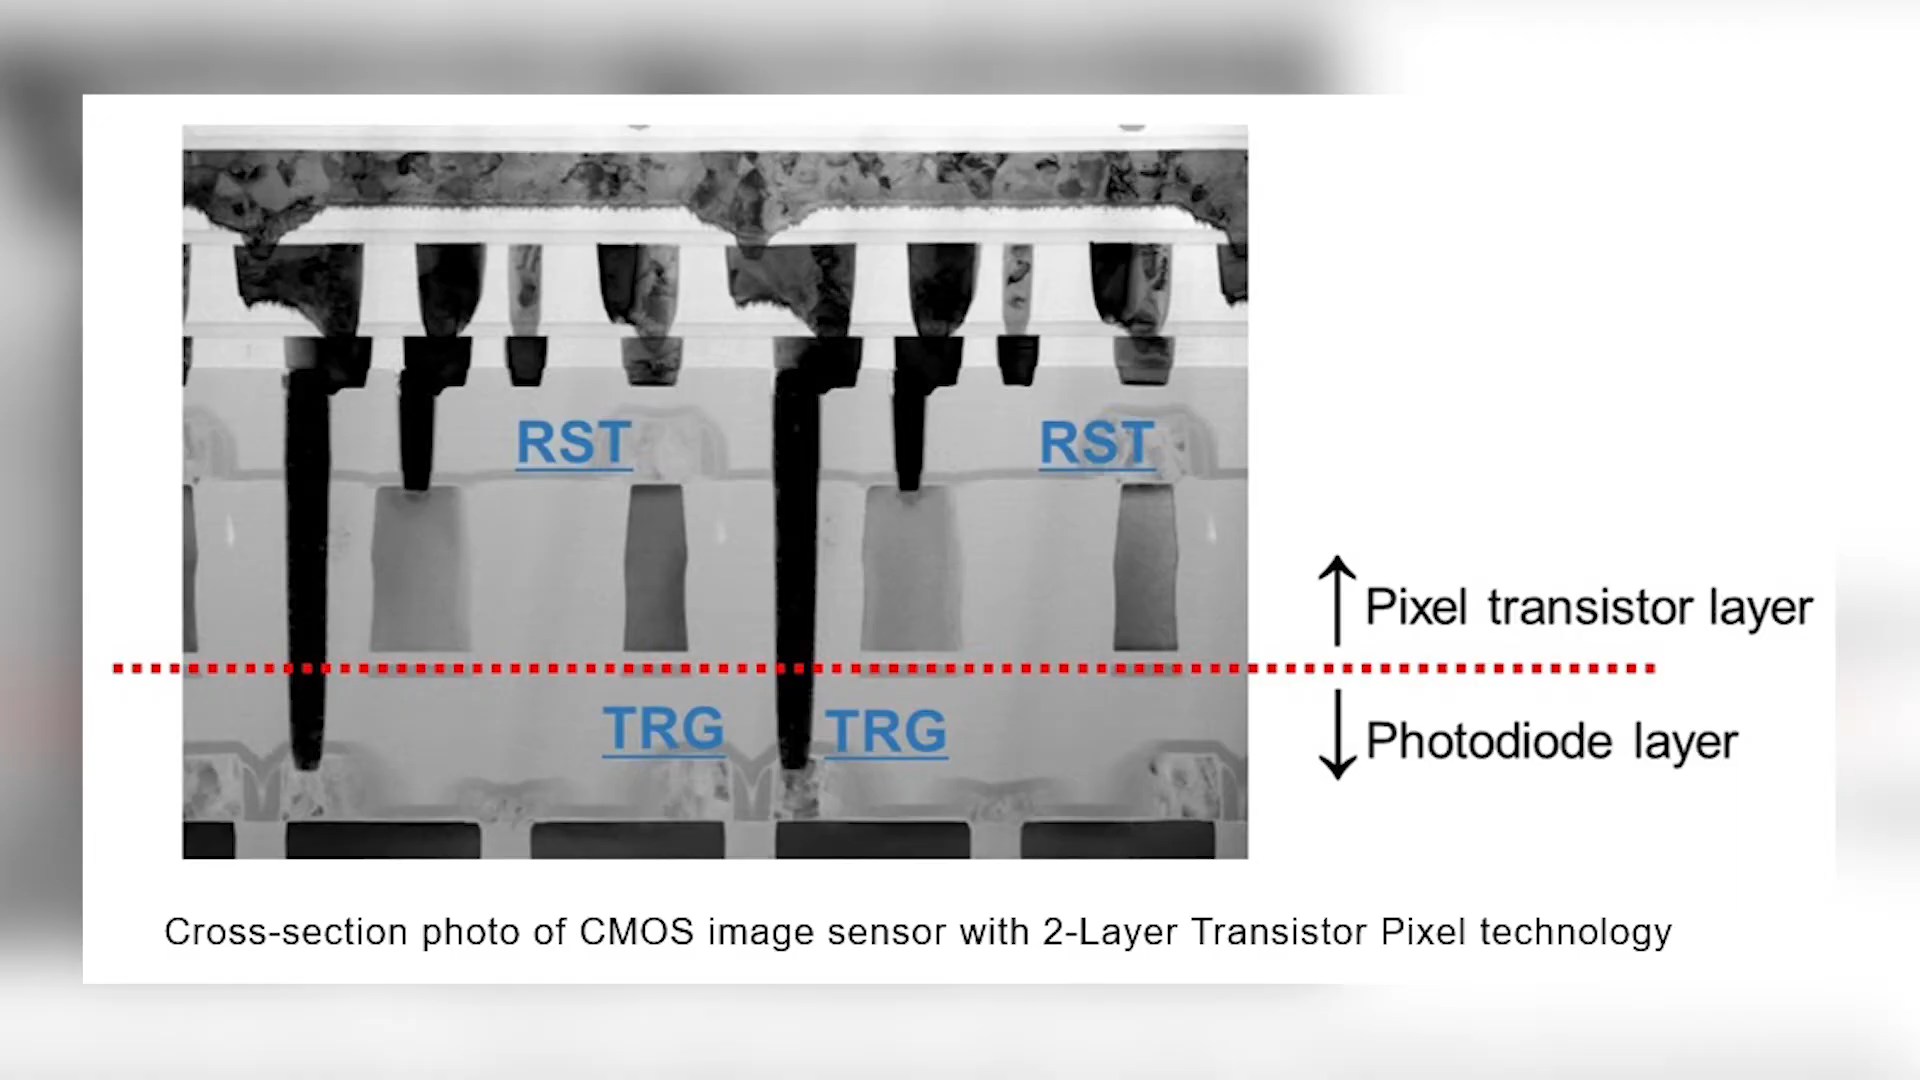 RST RST
Pixel transistor layer
TRG TRG
Photodiode layer
Cross-section photo of CMOS image sensor with 2-Layer Transistor Pixel technology